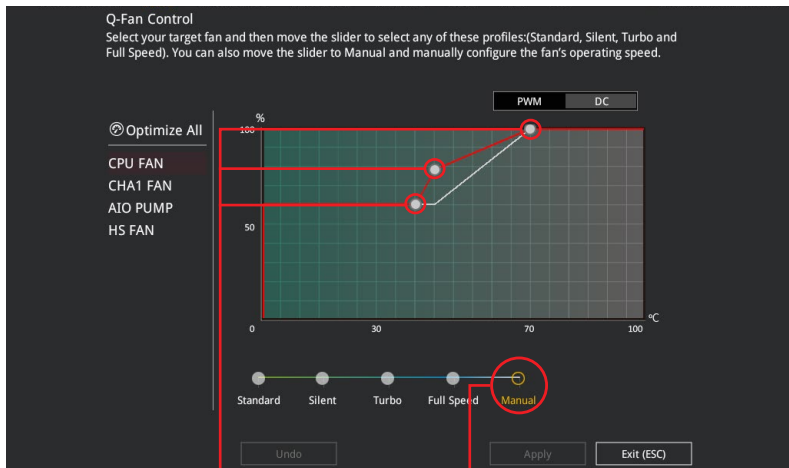 Q-Fan Control
Select your target fan and then move the slider to select any of these profiles:(Standard, Silent, Turbo and
Full Speed). You can also move the slider to Manual and manually configure the fan's operating speed.
PWM DC
%
Optimize All
100
CPU FAN
CHA1 FAN
AIO PUMP
HS FAN
50
°C
0 30 70 100
Standard Silent Turbo Full Speed Manual
Undo Apply Exit (ESC)